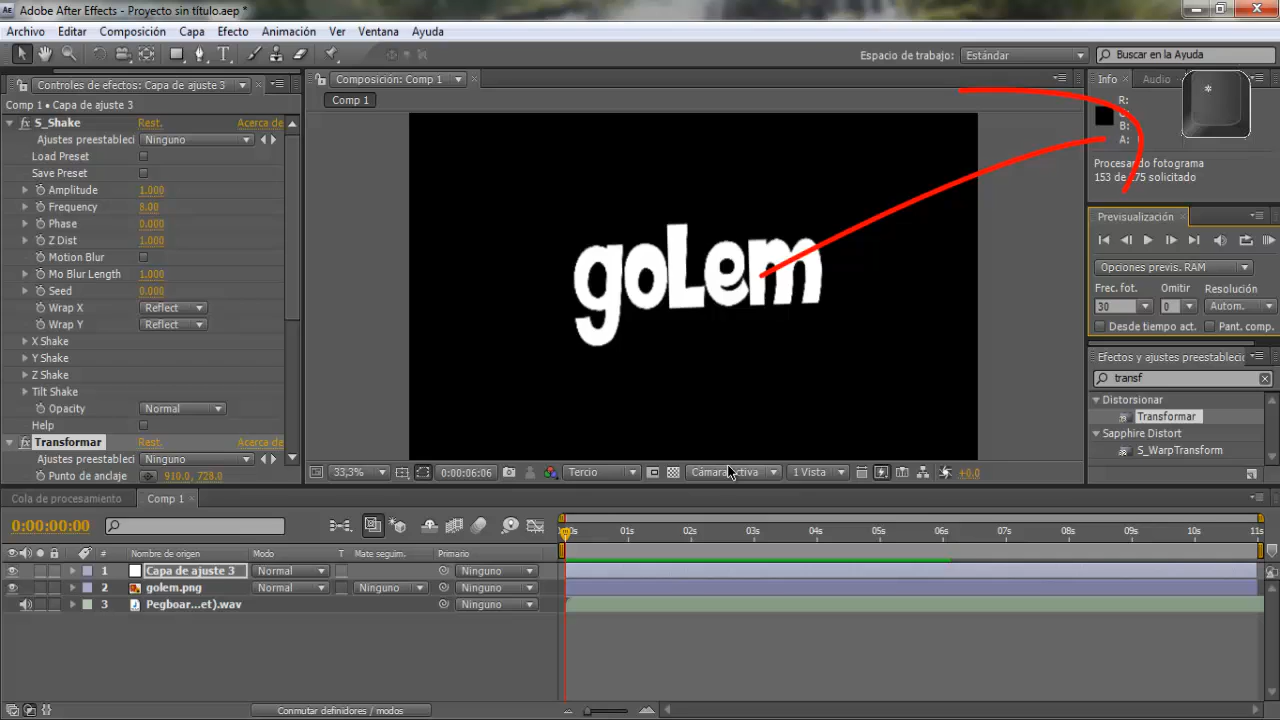 Adobe After Effects - Proyecto sin título.aep *
Archivo Editar Composición Capa Efecto Animación Ver Ventana Ayuda
Espacio de trabajo: Estándar Buscar en la Ayuda
Controles de efectos: Capa de ajuste 3
Composición: Comp 1
Info Audio
Comp 1 • Capa de ajuste 3
Comp 1
R:
B:
A:
*
S_Shake Rest. Acerca de
Ajustes preestableci Ninguno
Load Preset
Save Preset
Amplitude 1.000
Frequency 8.00
Phase 0.000
Z Dist 1.000
Motion Blur
Mo Blur Length 1.000
Seed 0.000
Wrap X Reflect
Wrap Y Reflect
X Shake
Y Shake
Z Shake
Tilt Shake
Opacity Normal
Help
Transformar Rest. Acerca de
Ajustes preestableci Ninguno
Punto de anclaje 910.0, 728.0
goLem
Procesando fotograma
153 de 275 solicitado
Previsualización
Opciones previs. RAM
Frec. fot. Omitir Resolución
30 0 Autom.
Desde tiempo act. Pant. comp.
Efectos y ajustes preestableci
transf
Distorsionar
Transformar
Sapphire Distort
S_WarpTransform
33,3% 0:00:06:06 Tercio Cámara activa 1 Vista +0,0
Cola de procesamiento Comp 1
0:00:00:00
01s 02s 03s 04s 05s 06s 07s 08s 09s 10s 11s
# Nombre de origen Modo T Mate seguim. Primario
1 Capa de ajuste 3 Normal Ninguno
2 golem.png Normal Ninguno Ninguno
3 Pegboar...et).wav Ninguno
Conmutar definidores / modos